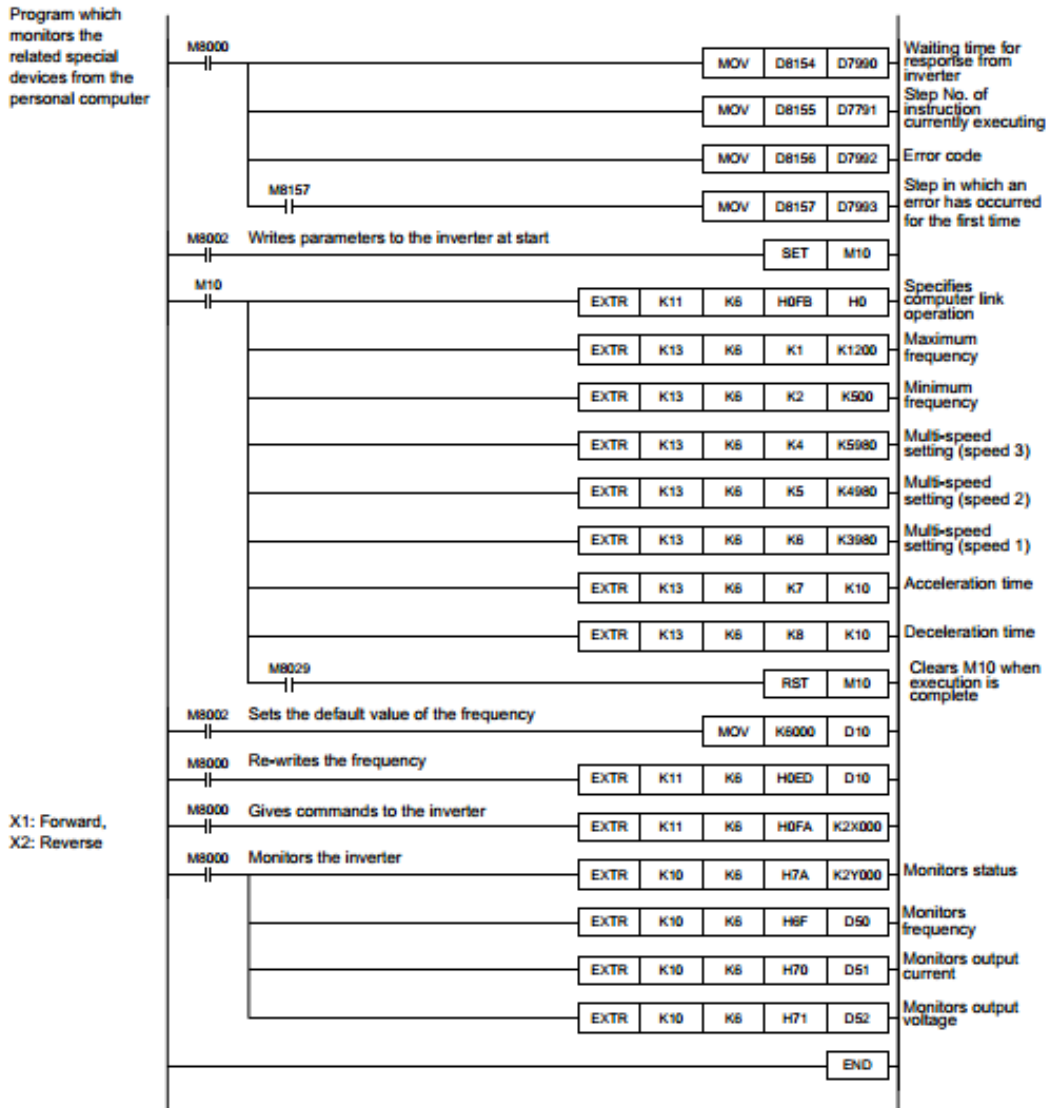 Program which
monitors the
related special
devices from the
personal computer
M8000
MOV D8154 D7990
Waiting time for
response from
inverter
MOV D8155 D7791
Step No. of
instruction
currently executing
MOV D8156 D7992
Error code
M8157
MOV D8157 D7993
Step in which an
error has occurred
for the first time
M8002 Writes parameters to the inverter at start
SET M10
M10
EXTR K11 K6 H0FB H0
Specifies
computer link
operation
EXTR K13 K6 K1 K1200
Maximum
frequency
EXTR K13 K6 K2 K500
Minimum
frequency
EXTR K13 K6 K4 K5980
Multi-speed
setting (speed 3)
EXTR K13 K6 K5 K4980
Multi-speed
setting (speed 2)
EXTR K13 K6 K6 K3980
Multi-speed
setting (speed 1)
EXTR K13 K6 K7 K10
Acceleration time
EXTR K13 K6 K8 K10
Deceleration time
M8029
RST M10
Clears M10 when
execution is
complete
M8002 Sets the default value of the frequency
MOV K6000 D10
M8000 Re-writes the frequency
EXTR K11 K6 H0ED D10
X1: Forward,
X2: Reverse
M8000 Gives commands to the inverter
EXTR K11 K6 H0FA K2X000
M8000 Monitors the inverter
EXTR K10 K6 H7A K2Y000
Monitors status
EXTR K10 K6 H6F D50
Monitors
frequency
EXTR K10 K6 H70 D51
Monitors output
current
EXTR K10 K6 H71 D52
Monitors output
voltage
END